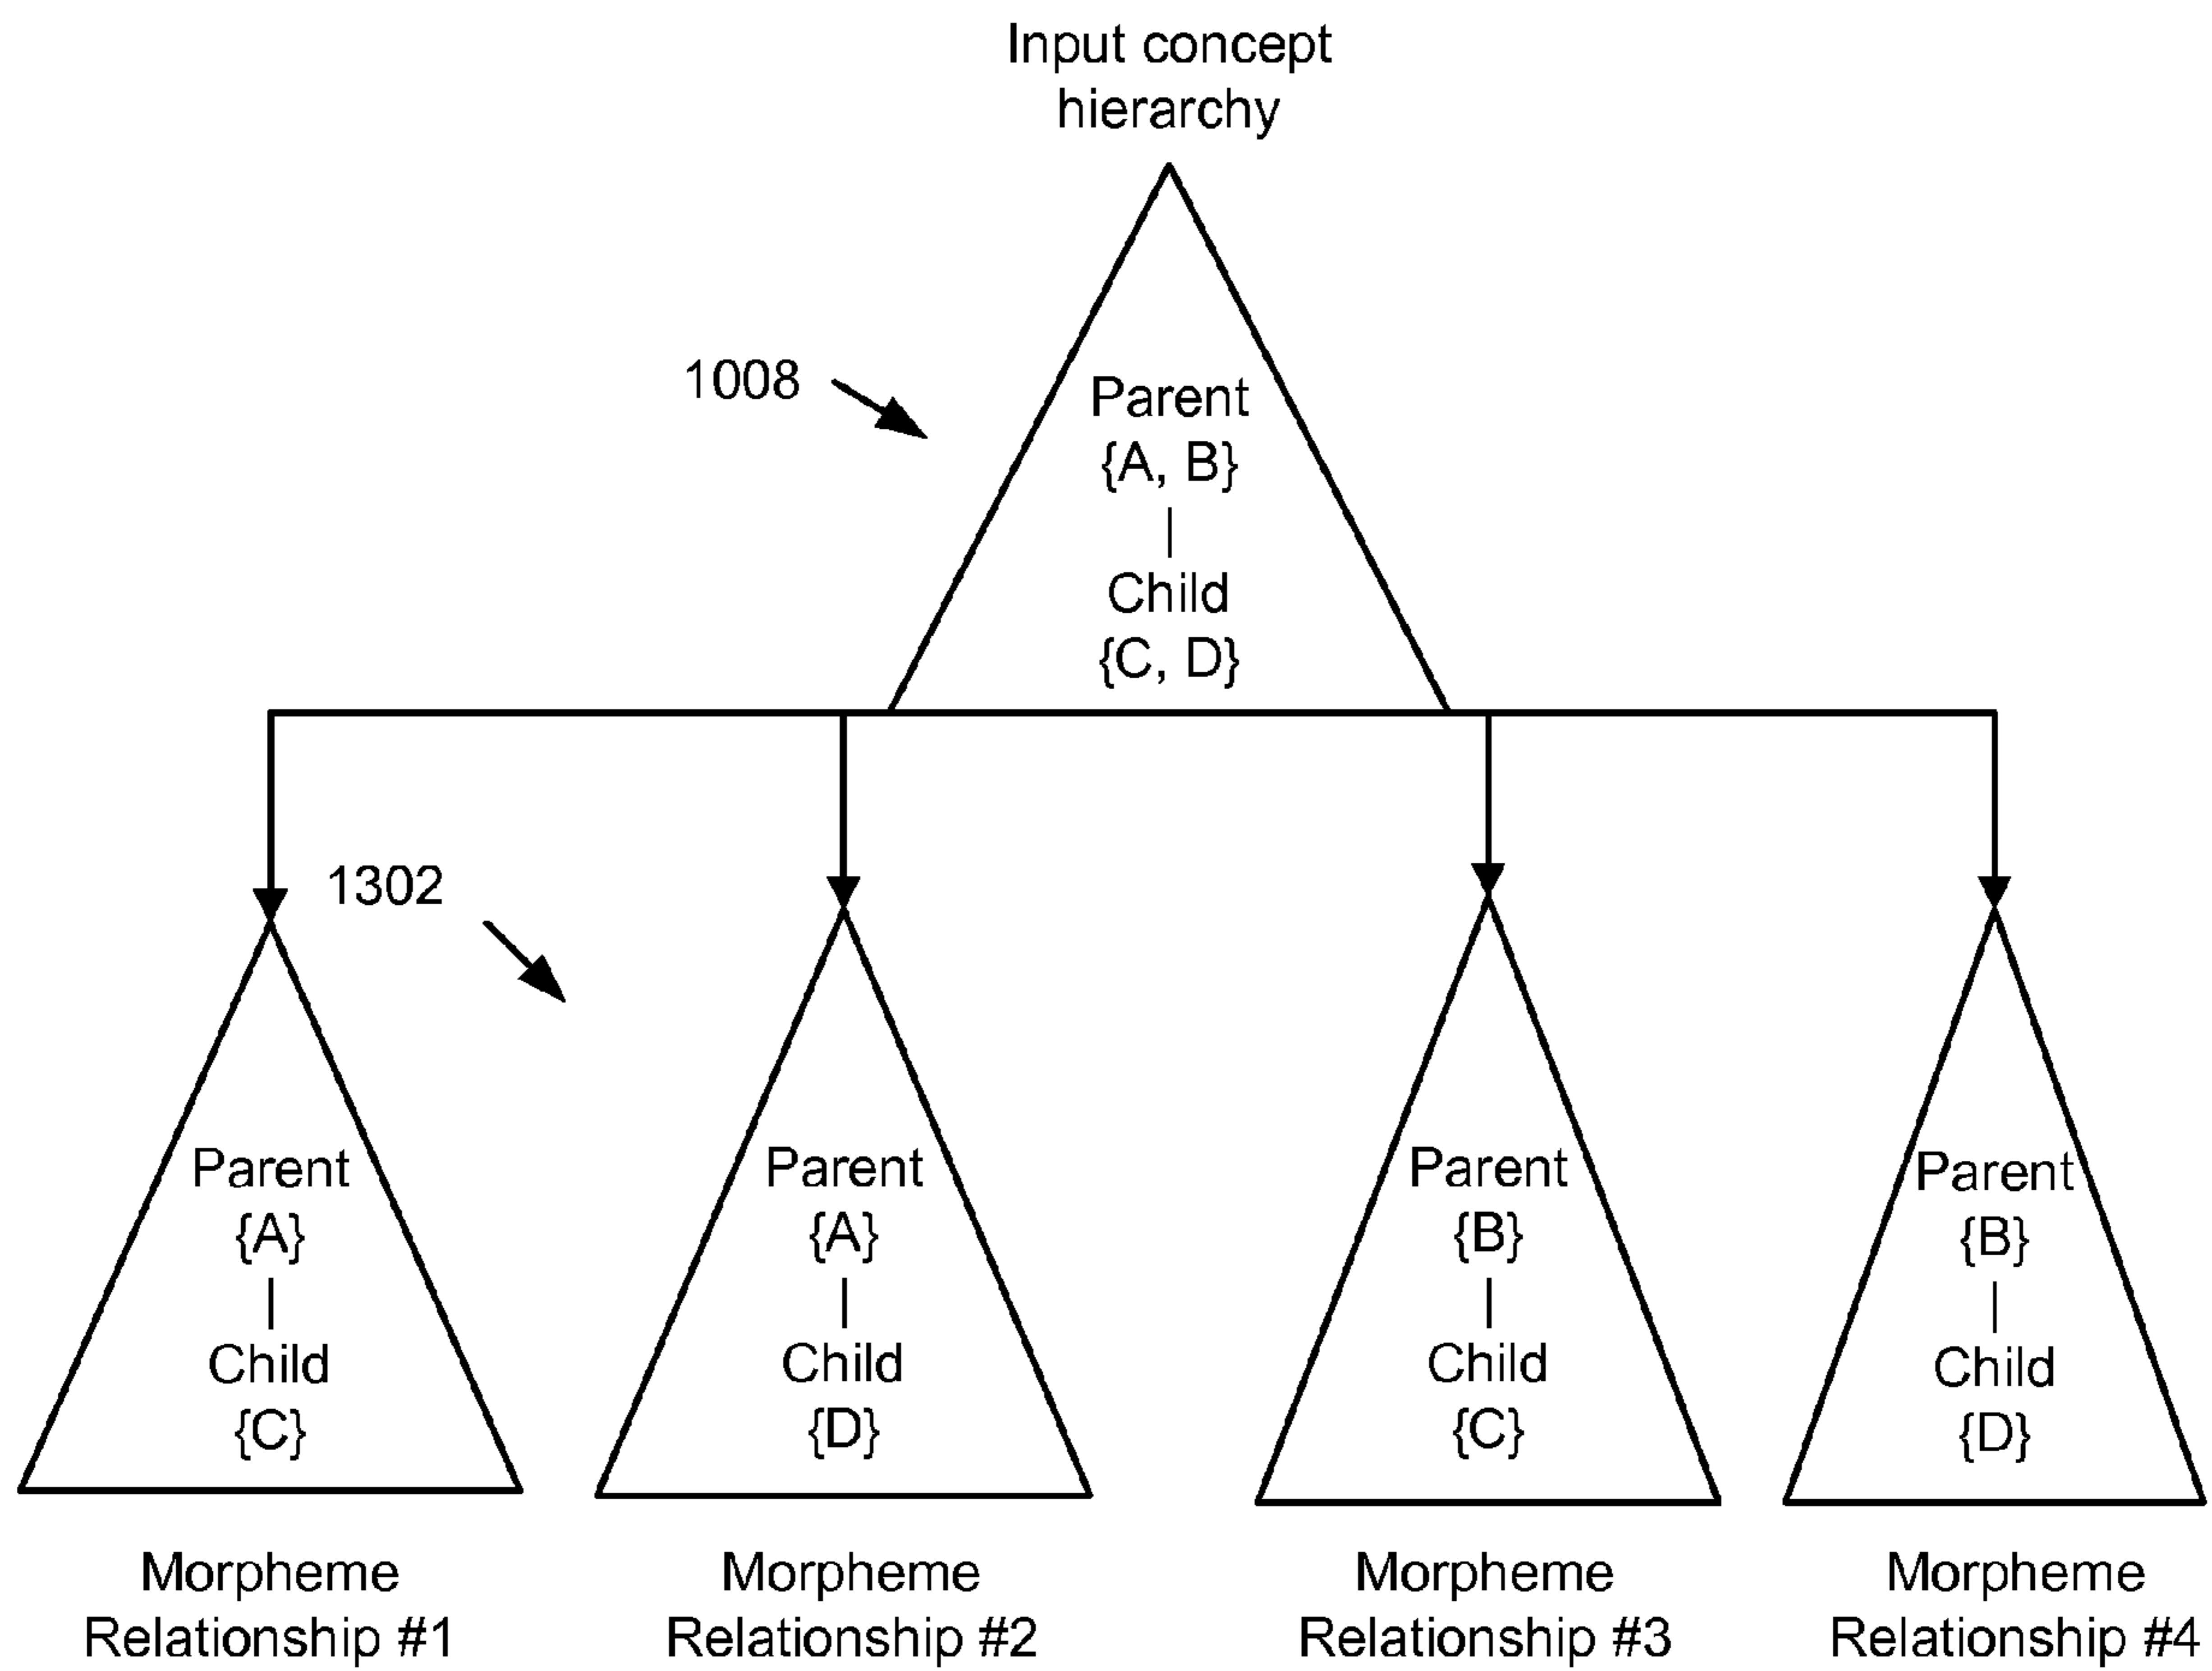 Input concept
hierarchy
1008
Parent
{A, B}
Child
{C, D}
1302
Parent
{A}
Child
{C}
Morpheme
Relationship #1
Parent
{A}
Child
{D}
Morpheme
Relationship #2
Parent
{B}
Child
{C}
Morpheme
Relationship #3
Parent
{B}
Child
{D}
Morpheme
Relationship #4